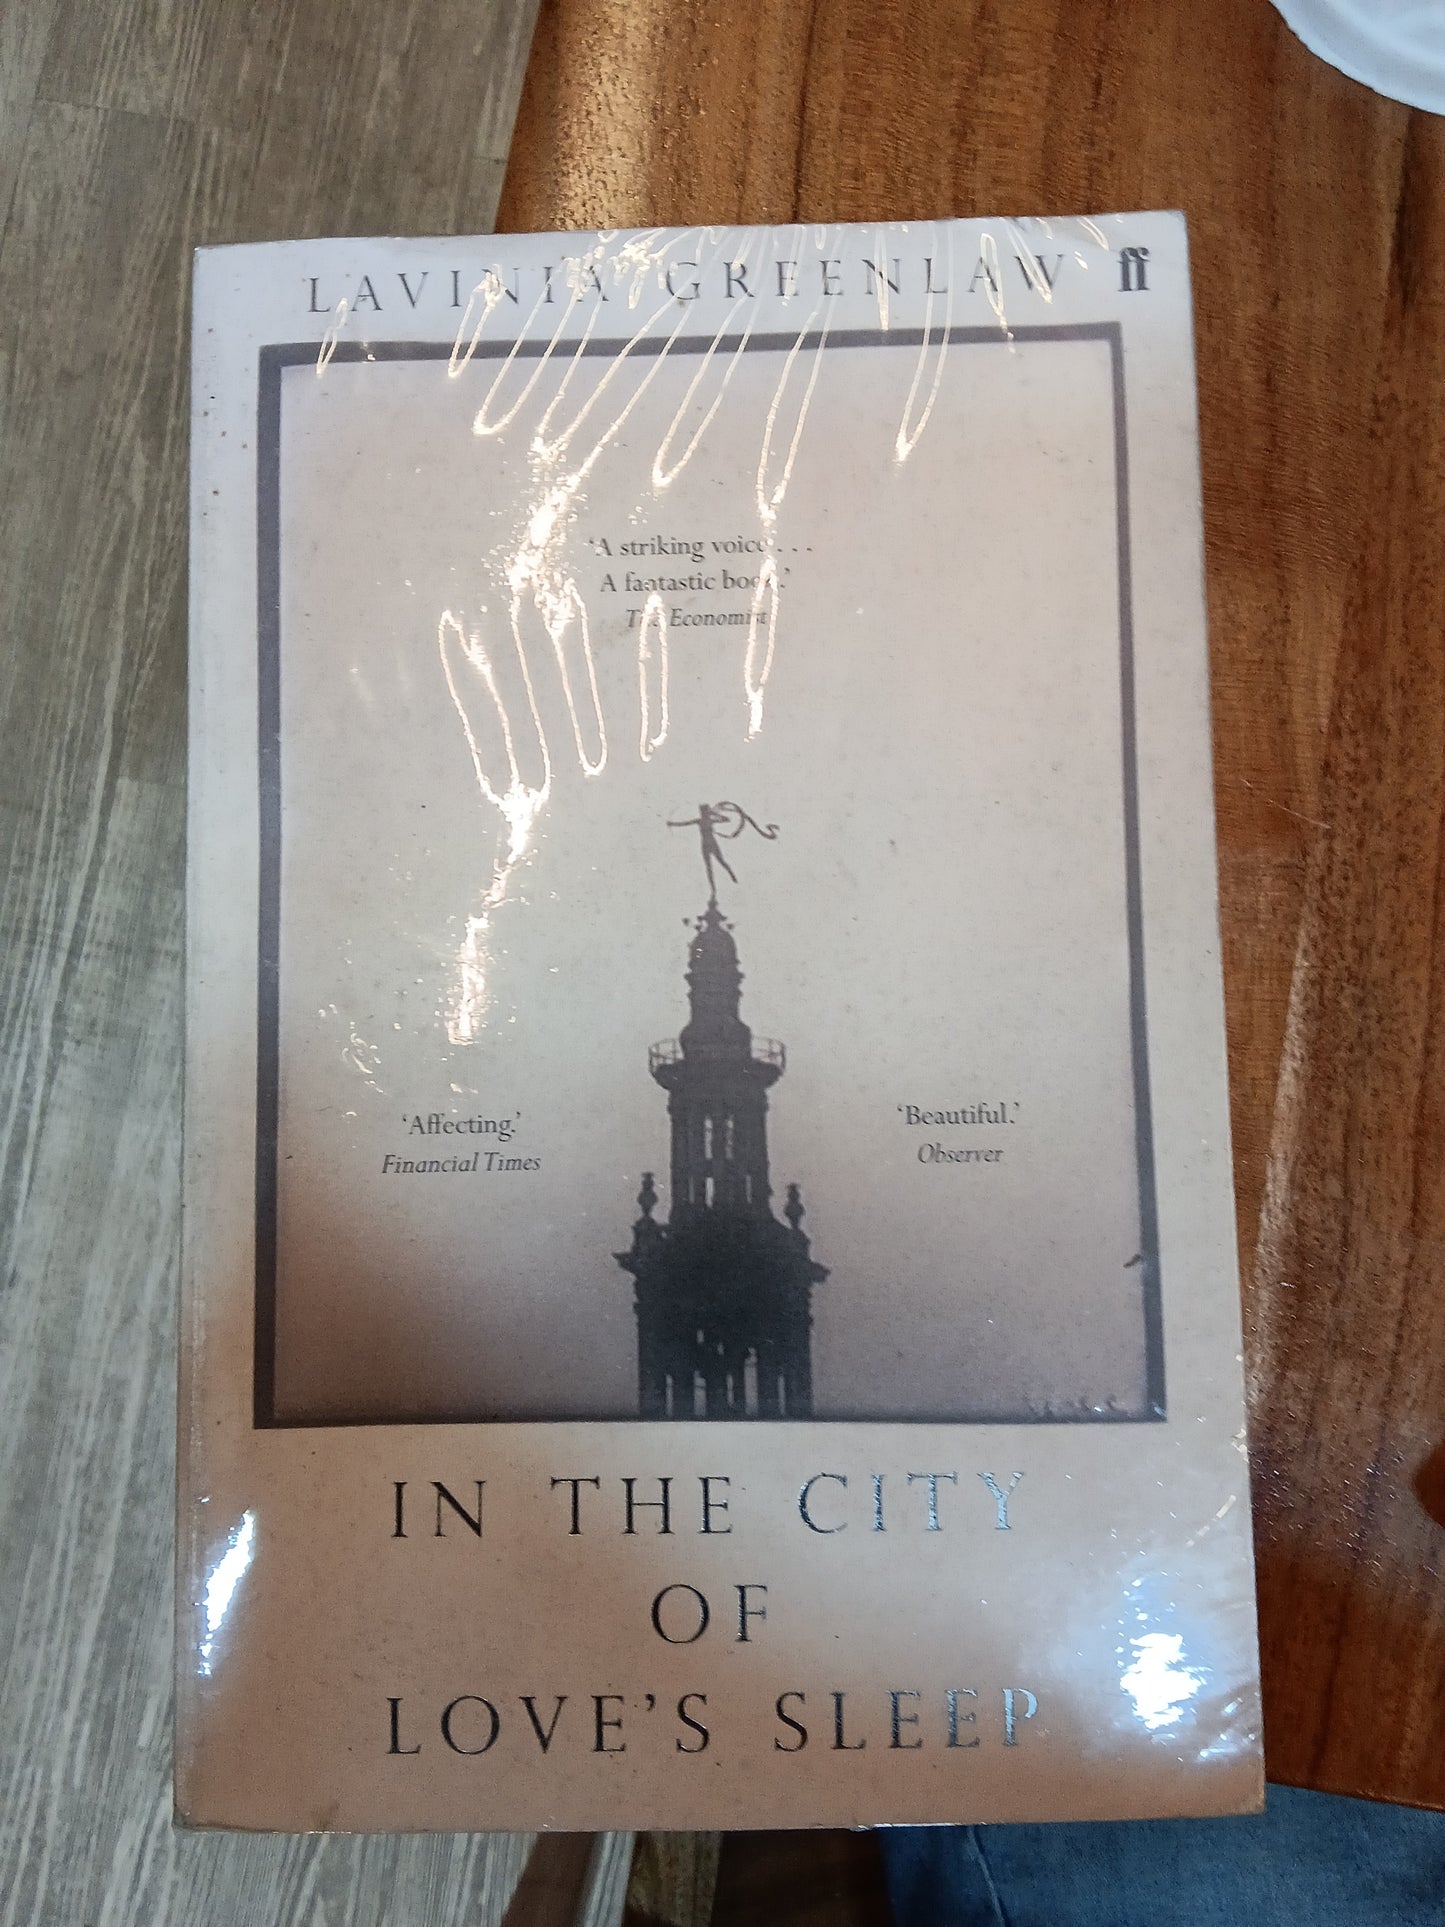 LAVINIA GREENLAW ff
‘A striking voice . . .
A fantastic book.’
The Economist
‘Affecting.’
Financial Times
‘Beautiful.’
Observer
IN THE CITY
OF
LOVE’S SLEEP